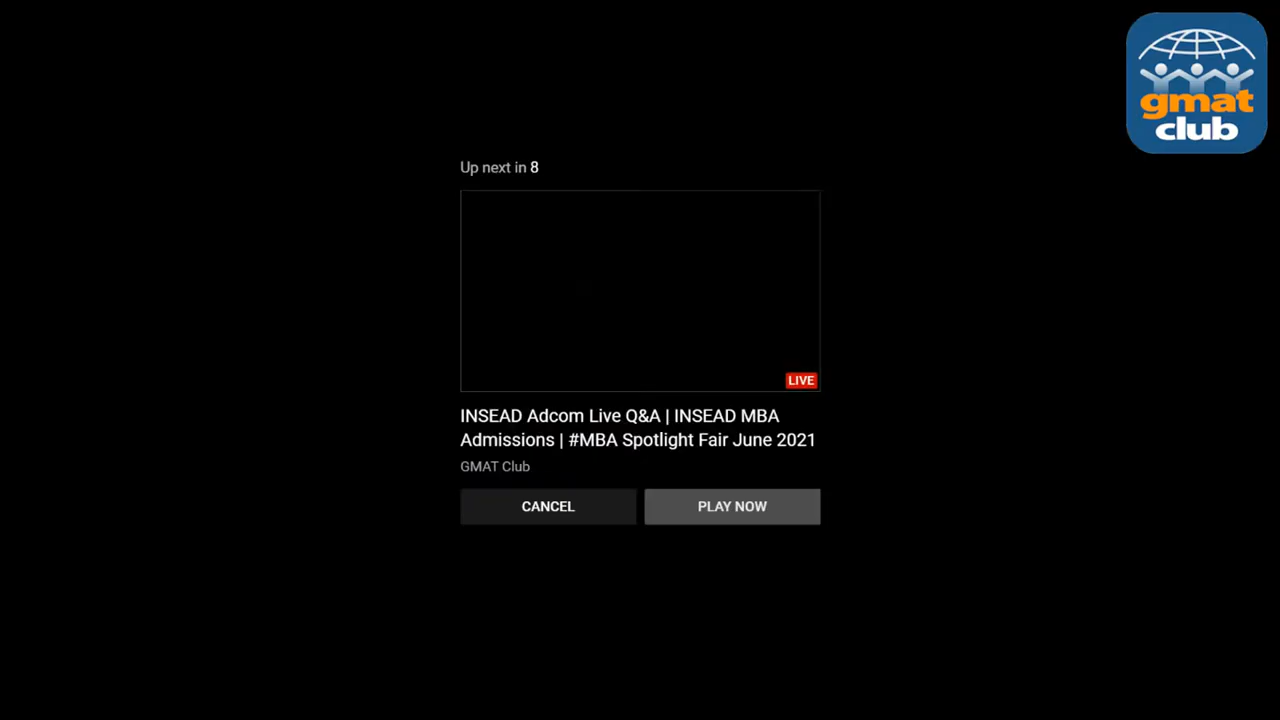 gmat
club
Up next in 8
LIVE
INSEAD Adcom Live Q&A | INSEAD MBA
Admissions | #MBA Spotlight Fair June 2021
GMAT Club
CANCEL
PLAY NOW